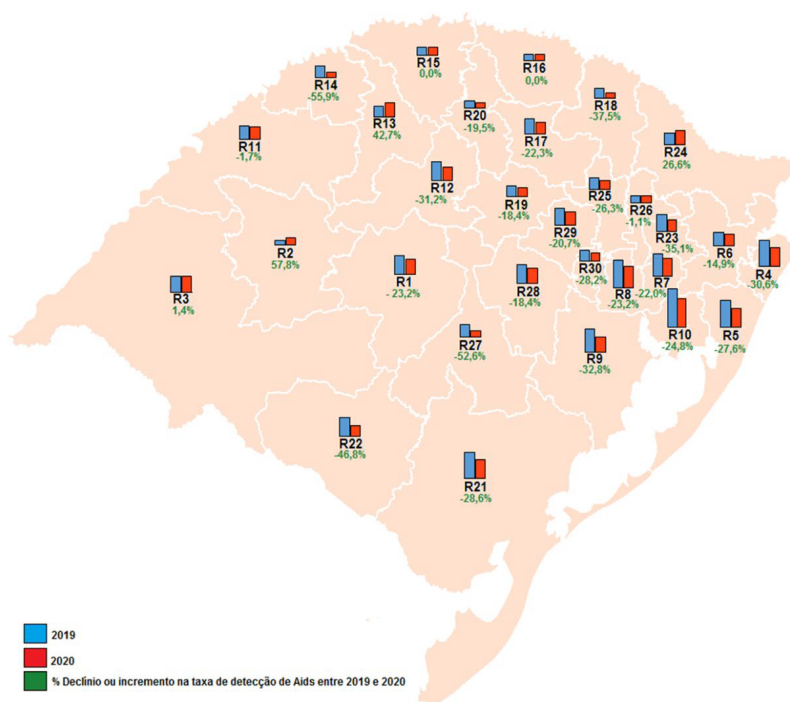 R15
0,0%
R16
0,0%
R14
-55,9%
R18
-37,5%
R13
42,7%
R20
-19,5%
R17
-22,3%
R11
-1,7%
R24
26,6%
R12
-31,2%
R25
-26,3%
R19
-18,4%
R26
-1,1%
R29
-20,7%
R23
-35,1%
R2
57,8%
R6
-14,9%
R30
-28,2%
R4
-30,6%
R1
- 23,2%
R3
1,4%
R28
-18,4%
R8
-23,2%
R7
-22,0%
R10
-24,8%
R5
-27,6%
R27
-52,6%
R9
-32,8%
R22
-46,8%
R21
-28,6%
2019
2020
% Declínio ou incremento na taxa de detecção de Aids entre 2019 e 2020